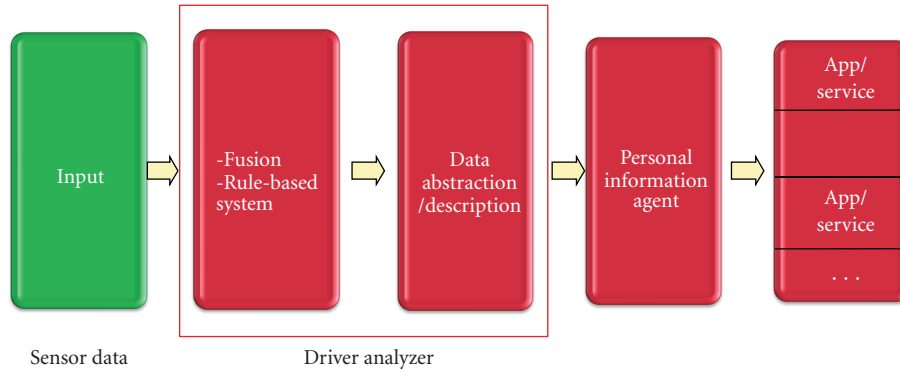 Input
-Fusion
-Rule-based
system
Data
abstraction
/description
Personal
information
agent
App/
service
App/
service
. . .
Sensor data
Driver analyzer